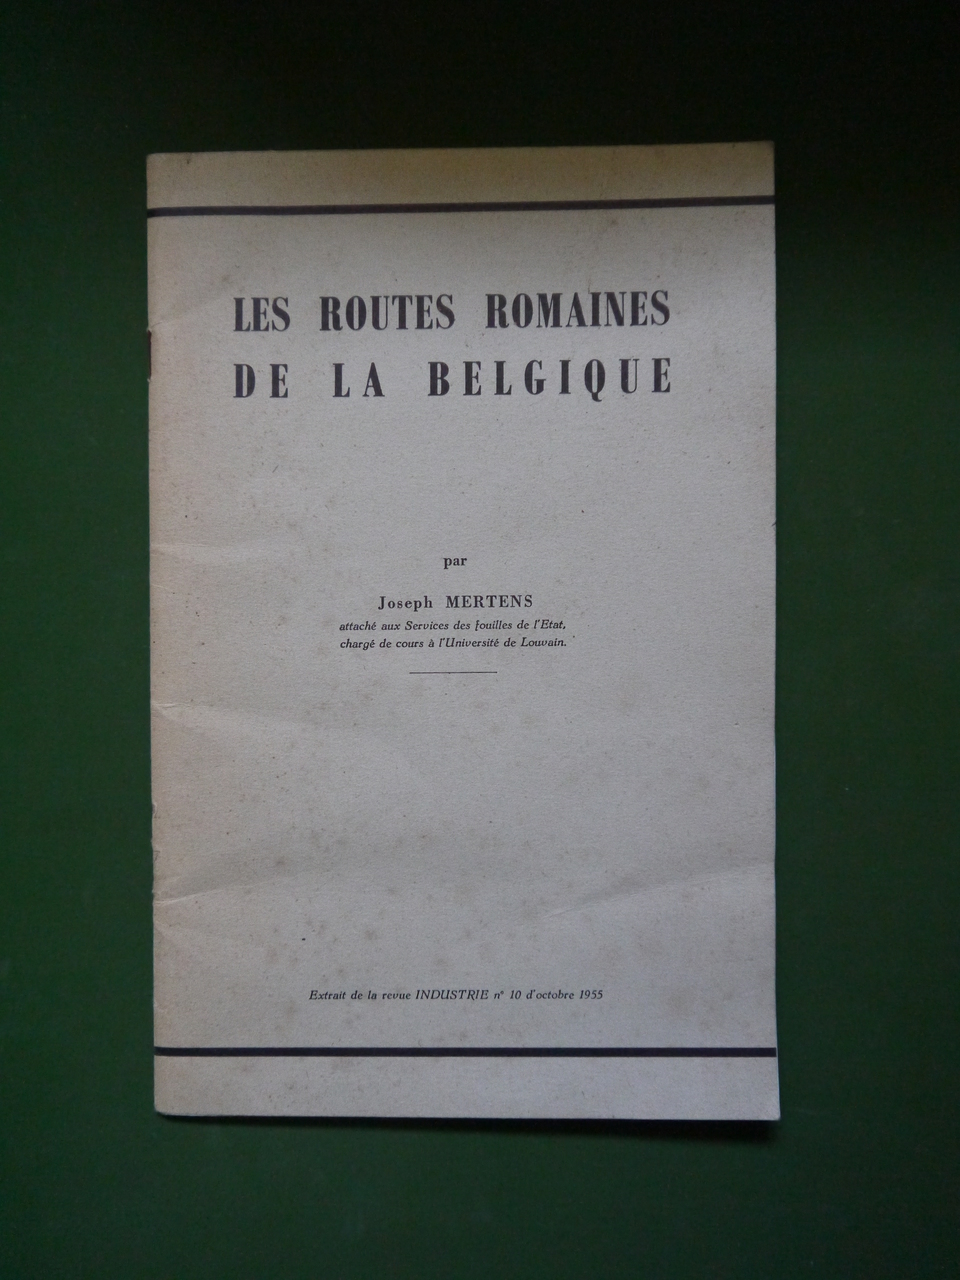 LES ROUTES ROMAINES
DE LA BELGIQUE
par
Joseph MERTENS
attaché aux Services des fouilles de l'Etat,
chargé de cours à l'Université de Louvain.
Extrait de la revue INDUSTRIE n° 10 d'octobre 1955